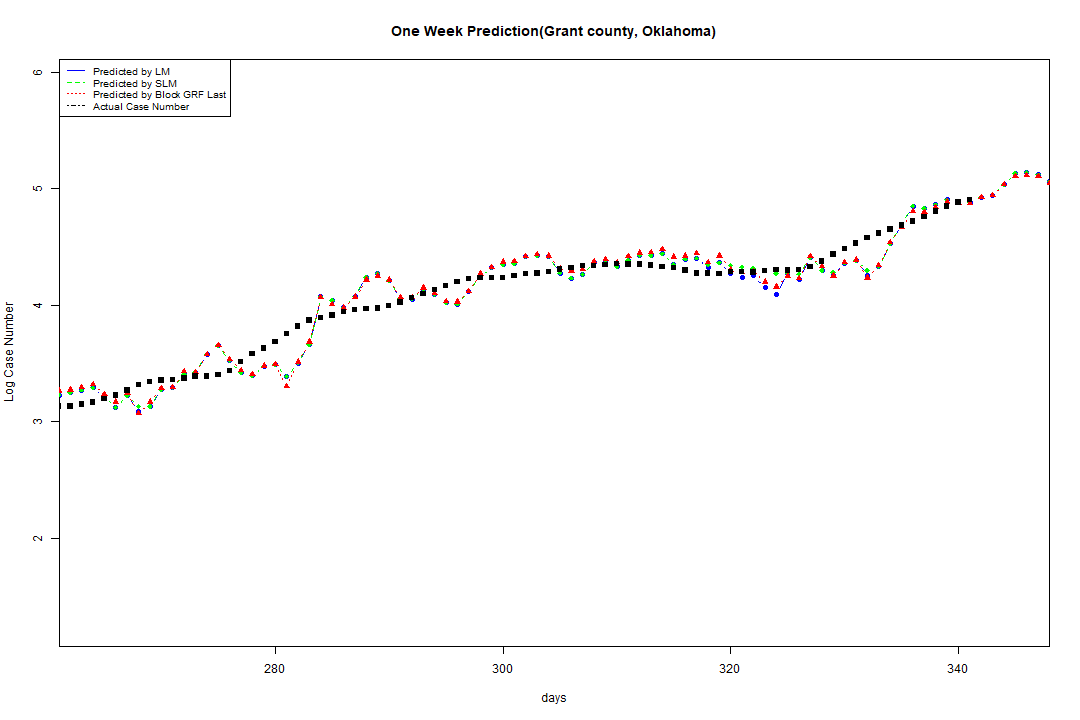 One Week Prediction(Grant county, Oklahoma)
Predicted by LM
Predicted by SLM
Predicted by Block GRF Last
Actual Case Number
6
5
4
3
2
Log Case Number
280 300 320 340
days